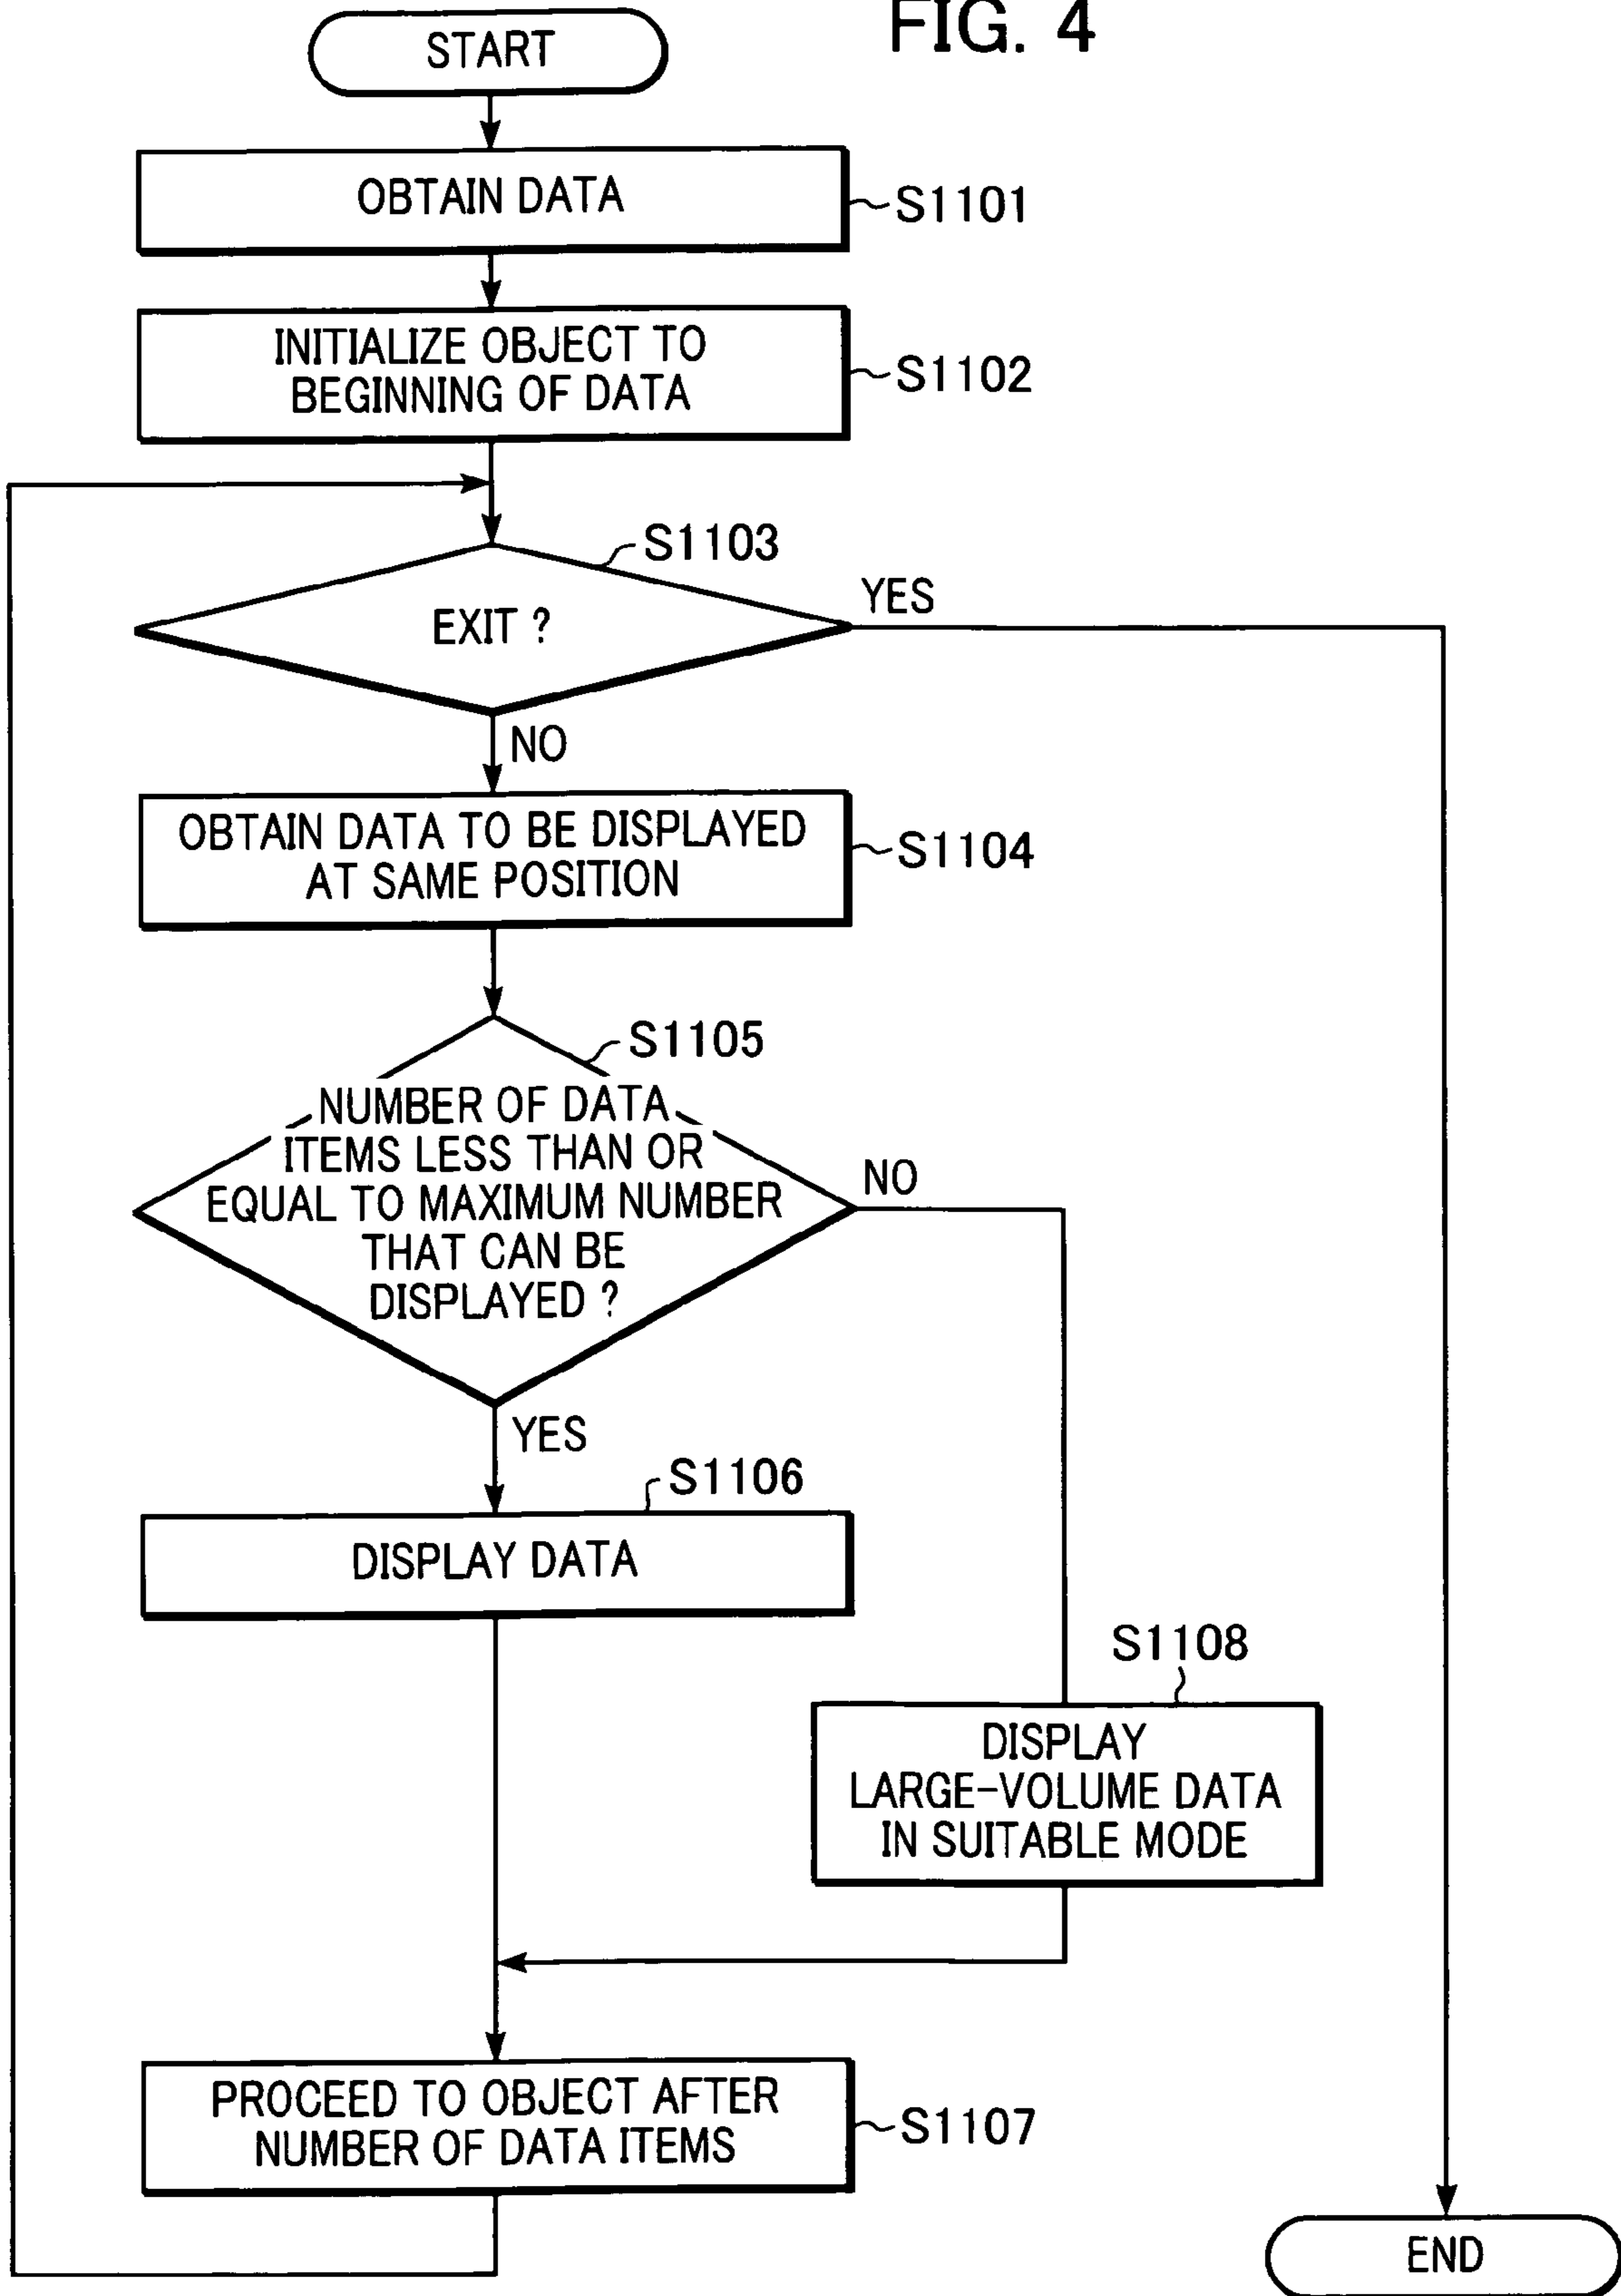 FIG. 4
START
OBTAIN DATA
S1101
INITIALIZE OBJECT TO
BEGINNING OF DATA
S1102
S1103
EXIT ?
YES
NO
OBTAIN DATA TO BE DISPLAYED
AT SAME POSITION
S1104
S1105
NUMBER OF DATA
ITEMS LESS THAN OR
EQUAL TO MAXIMUM NUMBER
THAT CAN BE
DISPLAYED ?
NO
YES
S1106
DISPLAY DATA
S1108
DISPLAY
LARGE-VOLUME DATA
IN SUITABLE MODE
PROCEED TO OBJECT AFTER
NUMBER OF DATA ITEMS
S1107
END